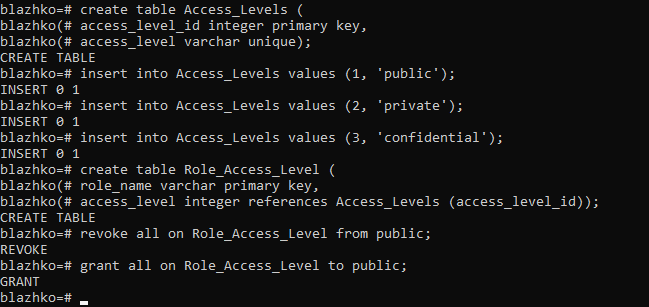 blazhko=# create table Access_Levels (
blazhko(# access_level_id integer primary key,
blazhko(# access_level varchar unique);
CREATE TABLE
blazhko=# insert into Access_Levels values (1, 'public');
INSERT 0 1
blazhko=# insert into Access_Levels values (2, 'private');
INSERT 0 1
blazhko=# insert into Access_Levels values (3, 'confidential');
INSERT 0 1
blazhko=# create table Role_Access_Level (
blazhko(# role_name varchar primary key,
blazhko(# access_level integer references Access_Levels (access_level_id));
CREATE TABLE
blazhko=# revoke all on Role_Access_Level from public;
REVOKE
blazhko=# grant all on Role_Access_Level to public;
GRANT
blazhko=#